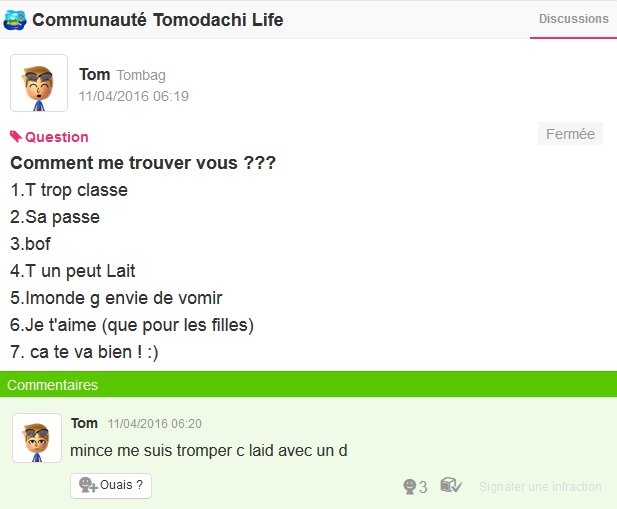 Communauté Tomodachi Life
Discussions
Tom Tombag
11/04/2016 06:19
Question
Fermée
Comment me trouver vous ???
1.T trop classe
2.Sa passe
3.bof
4.T un peut Lait
5.Imonde g envie de vomir
6.Je t'aime (que pour les filles)
7. ca te va bien ! :)
Commentaires
Tom 11/04/2016 06:20
mince me suis tromper c laid avec un d
Ouais ?
3
Signaler une infraction